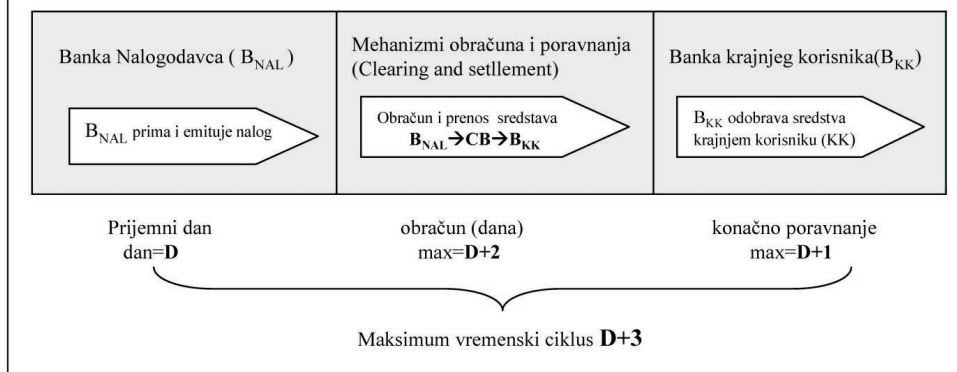 Banka Nalogodavca ( B_NAL )
B_NAL prima i emituje nalog
Mehanizmi obračuna i poravnanja
(Clearing and setllement)
Obračun i prenos sredstava
B_NAL→CB→B_KK
Banka krajnjeg korisnika(B_KK)
B_KK odobrava sredstva
krajnjem korisniku (KK)
Prijemni dan
dan=D
obračun (dana)
max=D+2
konačno poravnanje
max=D+1
Maksimum vremenski ciklus D+3